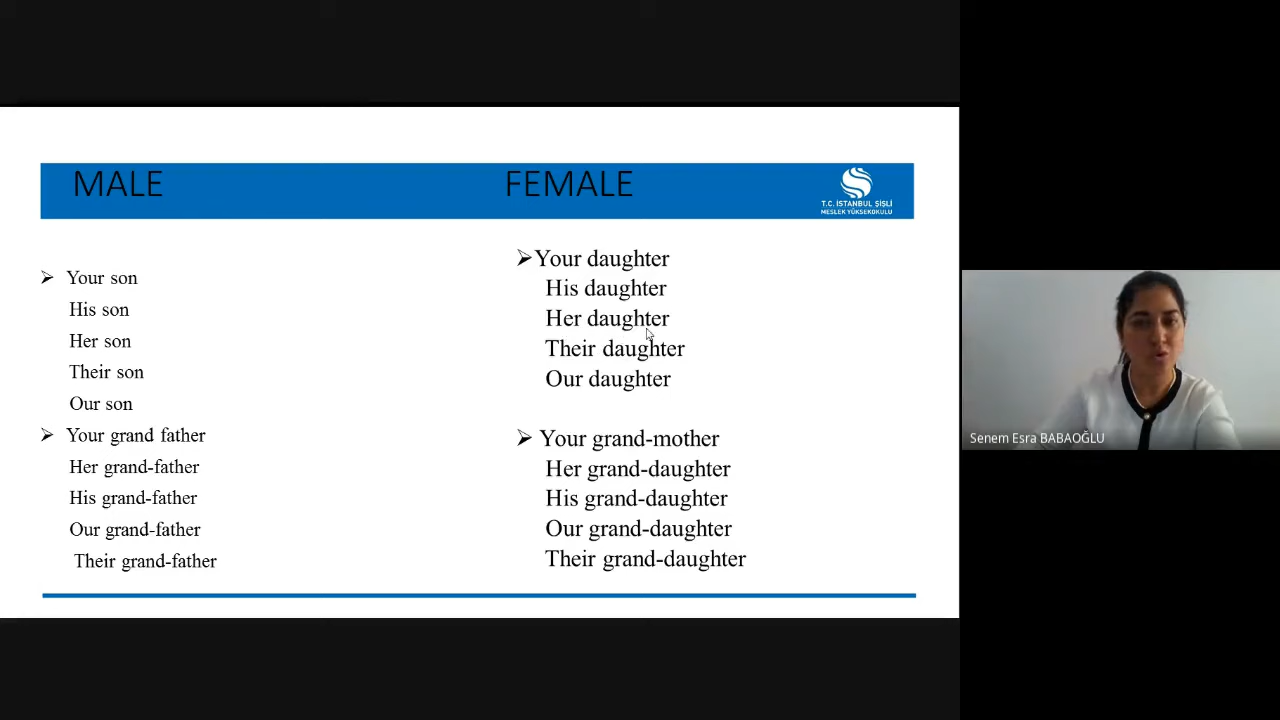 MALE
FEMALE
T.C. İSTANBUL ŞİŞLİ
MESLEK YÜKSEKOKULU
➢ Your son
His son
Her son
Their son
Our son
➢ Your grand father
Her grand-father
His grand-father
Our grand-father
Their grand-father
➢ Your daughter
His daughter
Her daughter
Their daughter
Our daughter
➢ Your grand-mother
Her grand-daughter
His grand-daughter
Our grand-daughter
Their grand-daughter
Senem Esra BABAOĞLU